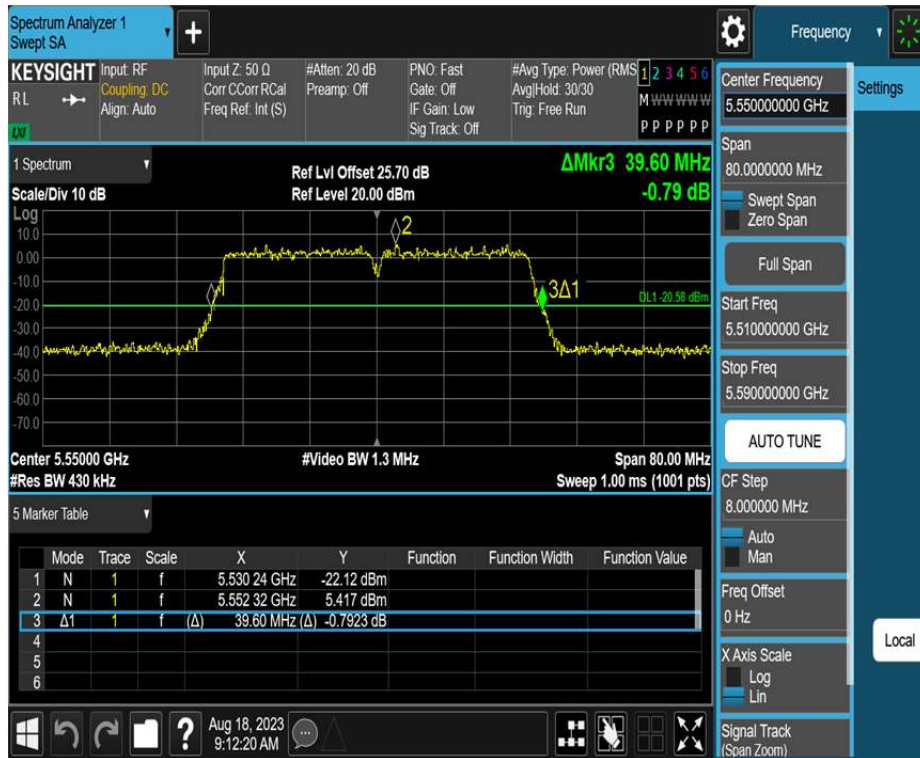 Spectrum Analyzer 1
Swept SA
+
Frequency
KEYSIGHT
RL
LXI
Input: RF
Coupling: DC
Align: Auto
Input Z: 50 Ω
Corr CCorr RCal
Freq Ref: Int (S)
#Atten: 20 dB
Preamp: Off
PNO: Fast
Gate: Off
IF Gain: Low
Sig Track: Off
#Avg Type: Power (RMS
Avg|Hold: 30/30
Trig: Free Run
1 2 3 4 5 6
M W W W W W
P P P P P P
Center Frequency
5.550000000 GHz
Settings
Span
80.0000000 MHz
Swept Span
Zero Span
Full Span
Start Freq
5.510000000 GHz
Stop Freq
5.590000000 GHz
AUTO TUNE
CF Step
8.000000 MHz
Auto
Man
Freq Offset
0 Hz
X Axis Scale
Log
Lin
Signal Track
(Span Zoom)
Local
1 Spectrum
Scale/Div 10 dB
Ref Lvl Offset 25.70 dB
Ref Level 20.00 dBm
ΔMkr3 39.60 MHz
-0.79 dB
Log
10.0
0.00
-10.0
-20.0
-30.0
-40.0
-50.0
-60.0
-70.0
2
3Δ1
DL1 -20.58 dBm
Center 5.55000 GHz
#Video BW 1.3 MHz
Span 80.00 MHz
#Res BW 430 kHz
Sweep 1.00 ms (1001 pts)
5 Marker Table
Mode Trace Scale X Y Function Function Width Function Value
1 N 1 f 5.530 24 GHz -22.12 dBm
2 N 1 f 5.552 32 GHz 5.417 dBm
3 Δ1 1 f (Δ) 39.60 MHz (Δ) -0.7923 dB
4
5
6
?
Aug 18, 2023
9:12:20 AM